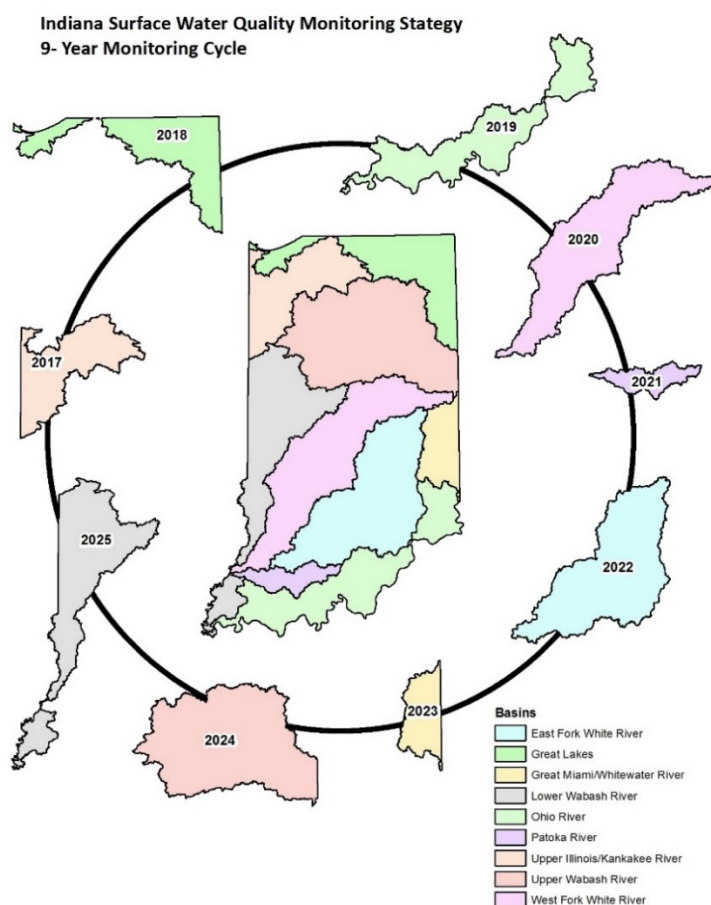 Indiana Surface Water Quality Monitoring Stategy
9- Year Monitoring Cycle
2018
2019
2020
2017
2021
2025
2022
2024
2023
Basins
East Fork White River
Great Lakes
Great Miami/Whitewater River
Lower Wabash River
Ohio River
Patoka River
Upper Illinois/Kankakee River
Upper Wabash River
West Fork White River